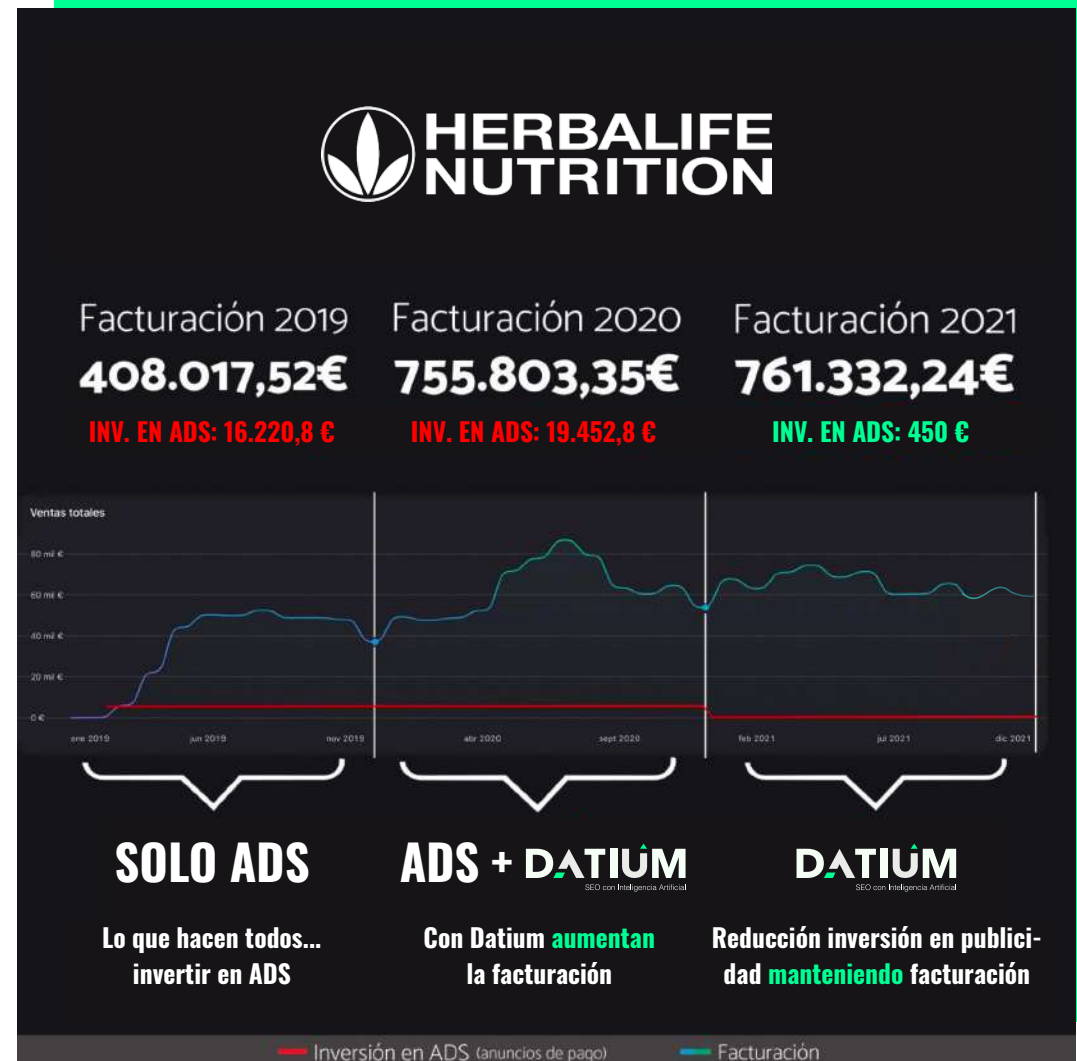 HERBALIFE
NUTRITION
Facturación 2019
408.017,52€
INV. EN ADS: 16.220,8 €
Facturación 2020
755.803,35€
INV. EN ADS: 19.452,8 €
Facturación 2021
761.332,24€
INV. EN ADS: 450 €
Ventas totales
80 mil €
60 mil €
40 mil €
20 mil €
0 €
ene 2019
jun 2019
nov 2019
abr 2020
sept 2020
feb 2021
jul 2021
dic 2021
SOLO ADS
Lo que hacen todos...
invertir en ADS
ADS + DATIUM
SEO con Inteligencia Artificial
Con Datium aumentan
la facturación
DATIUM
SEO con Inteligencia Artificial
Reducción inversión en publici-
dad manteniendo facturación
Inversión en ADS (anuncios de pago)
Facturación